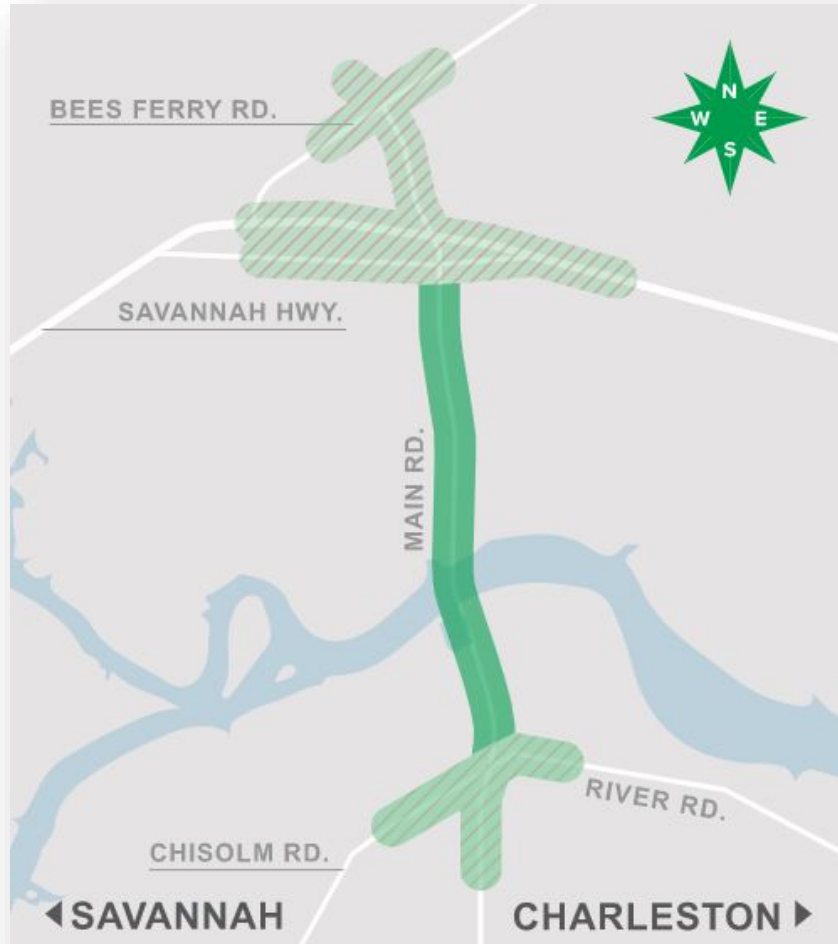 BEES FERRY RD.
N
W E
S
SAVANNAH HWY.
MAIN RD.
RIVER RD.
CHISOLM RD.
SAVANNAH
CHARLESTON